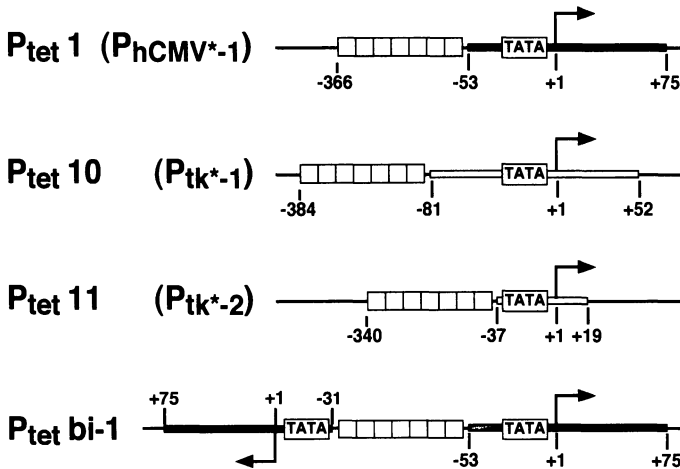 Ptet 1 (PhCMV*-1) TATA
-366 -53 +1 +75
Ptet 10 (Ptk*-1) TATA
-384 -81 +1 +52
Ptet 11 (Ptk*-2) TATA
-340 -37 +1 +19
+75 +1 -31
Ptet bi-1 TATA TATA
-53 +1 +75